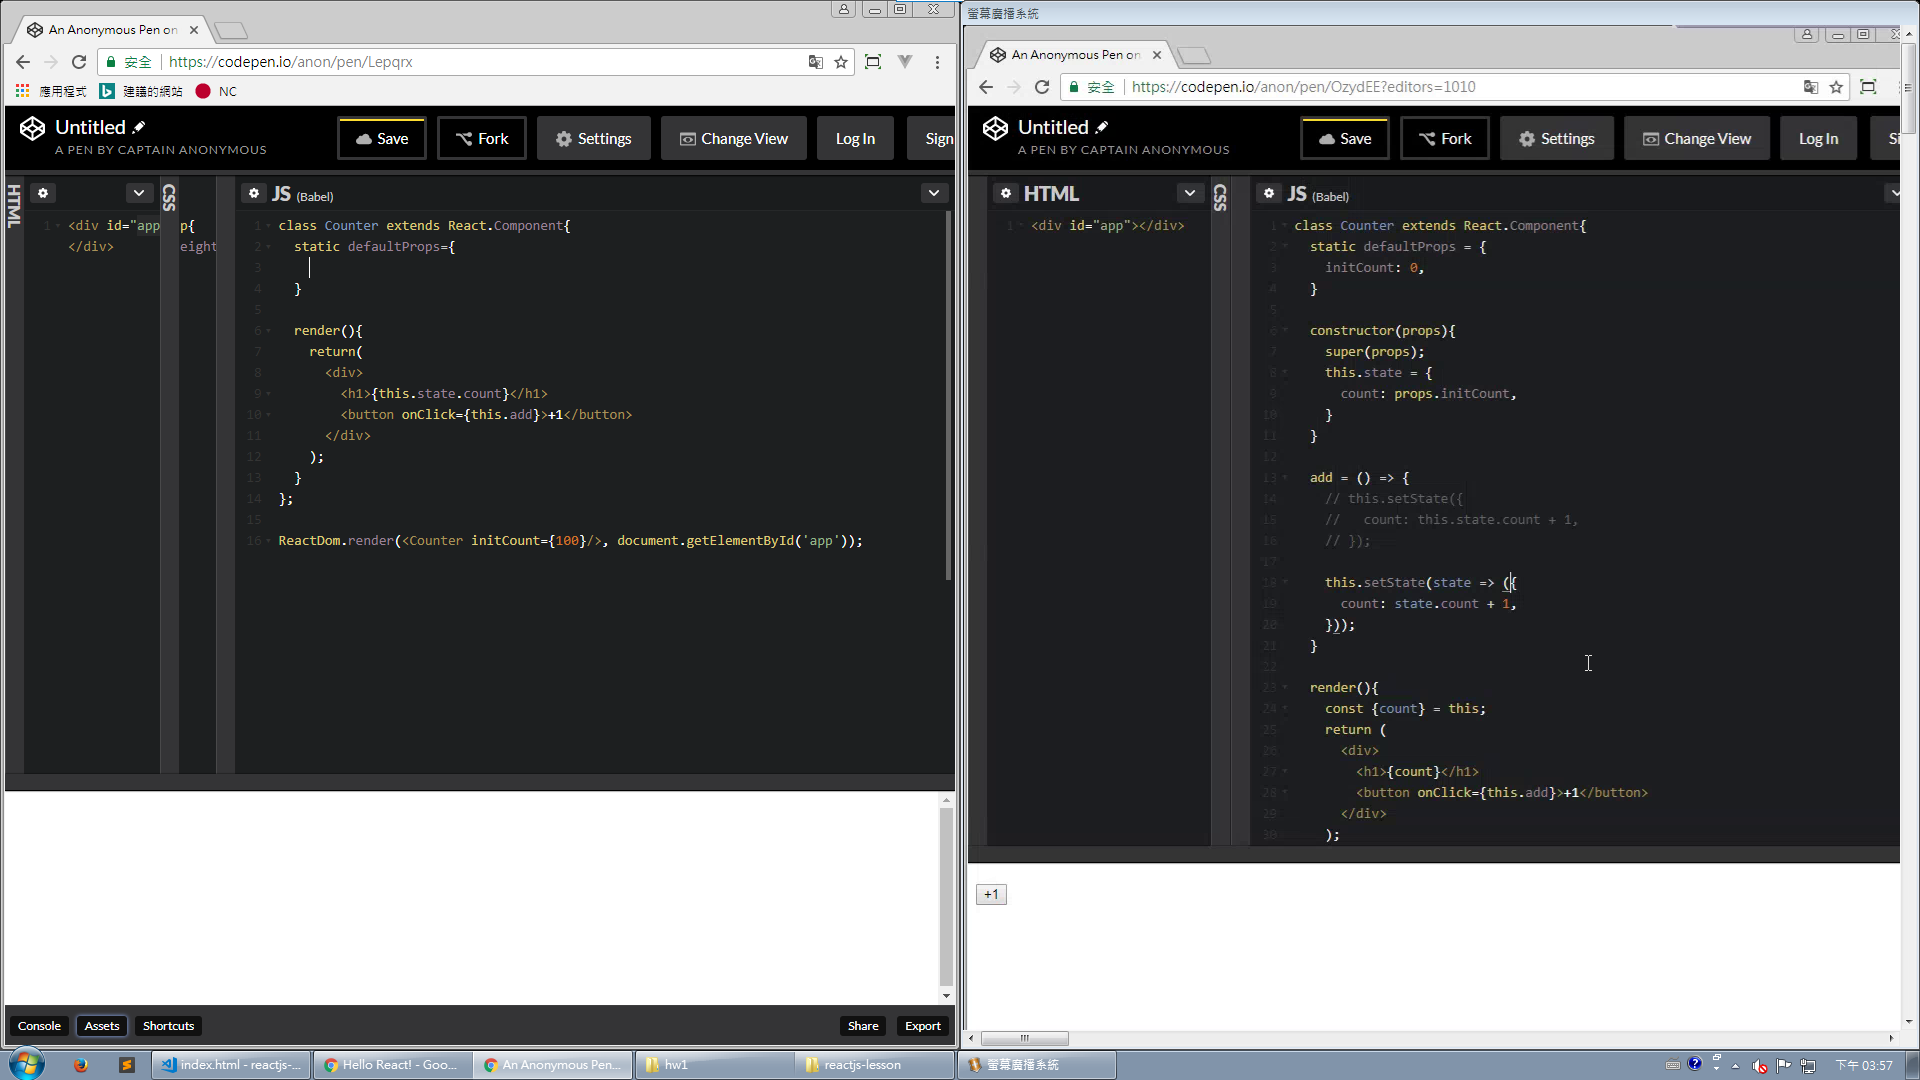 An Anonymous Pen on
安全 https://codepen.io/anon/pen/Lepqrx
應用程式 建議的網站 NC
Untitled
A PEN BY CAPTAIN ANONYMOUS
Save Fork Settings Change View Log In Sign
HTML
1 <div id="app
</div>
CSS
p{
eight
JS (Babel)
1 class Counter extends React.Component{
2 static defaultProps={
3
4 }
5
6 render(){
7 return(
8 <div>
9 <h1>{this.state.count}</h1>
10 <button onClick={this.add}>+1</button>
11 </div>
12 );
13 }
14 };
15
16 ReactDom.render(<Counter initCount={100}/>, document.getElementById('app'));
Console Assets Shortcuts Share Export
螢幕廣播系統
An Anonymous Pen on
安全 https://codepen.io/anon/pen/OzydEE?editors=1010
Untitled
A PEN BY CAPTAIN ANONYMOUS
Save Fork Settings Change View Log In Si
HTML
1 <div id="app"></div>
CSS
JS (Babel)
1 class Counter extends React.Component{
2 static defaultProps = {
3 initCount: 0,
4 }
5
6 constructor(props){
7 super(props);
8 this.state = {
9 count: props.initCount,
10 }
11 }
12
13 add = () => {
14 // this.setState({
15 // count: this.state.count + 1,
16 // });
17
18 this.setState(state => ({
19 count: state.count + 1,
20 }));
21 }
22
23 render(){
24 const {count} = this;
25 return (
26 <div>
27 <h1>{count}</h1>
28 <button onClick={this.add}>+1</button>
29 </div>
30 );
+1
index.html - reactjs-... Hello React! - Goo... An Anonymous Pen... hw1 reactjs-lesson 螢幕廣播系統 下午 03:57